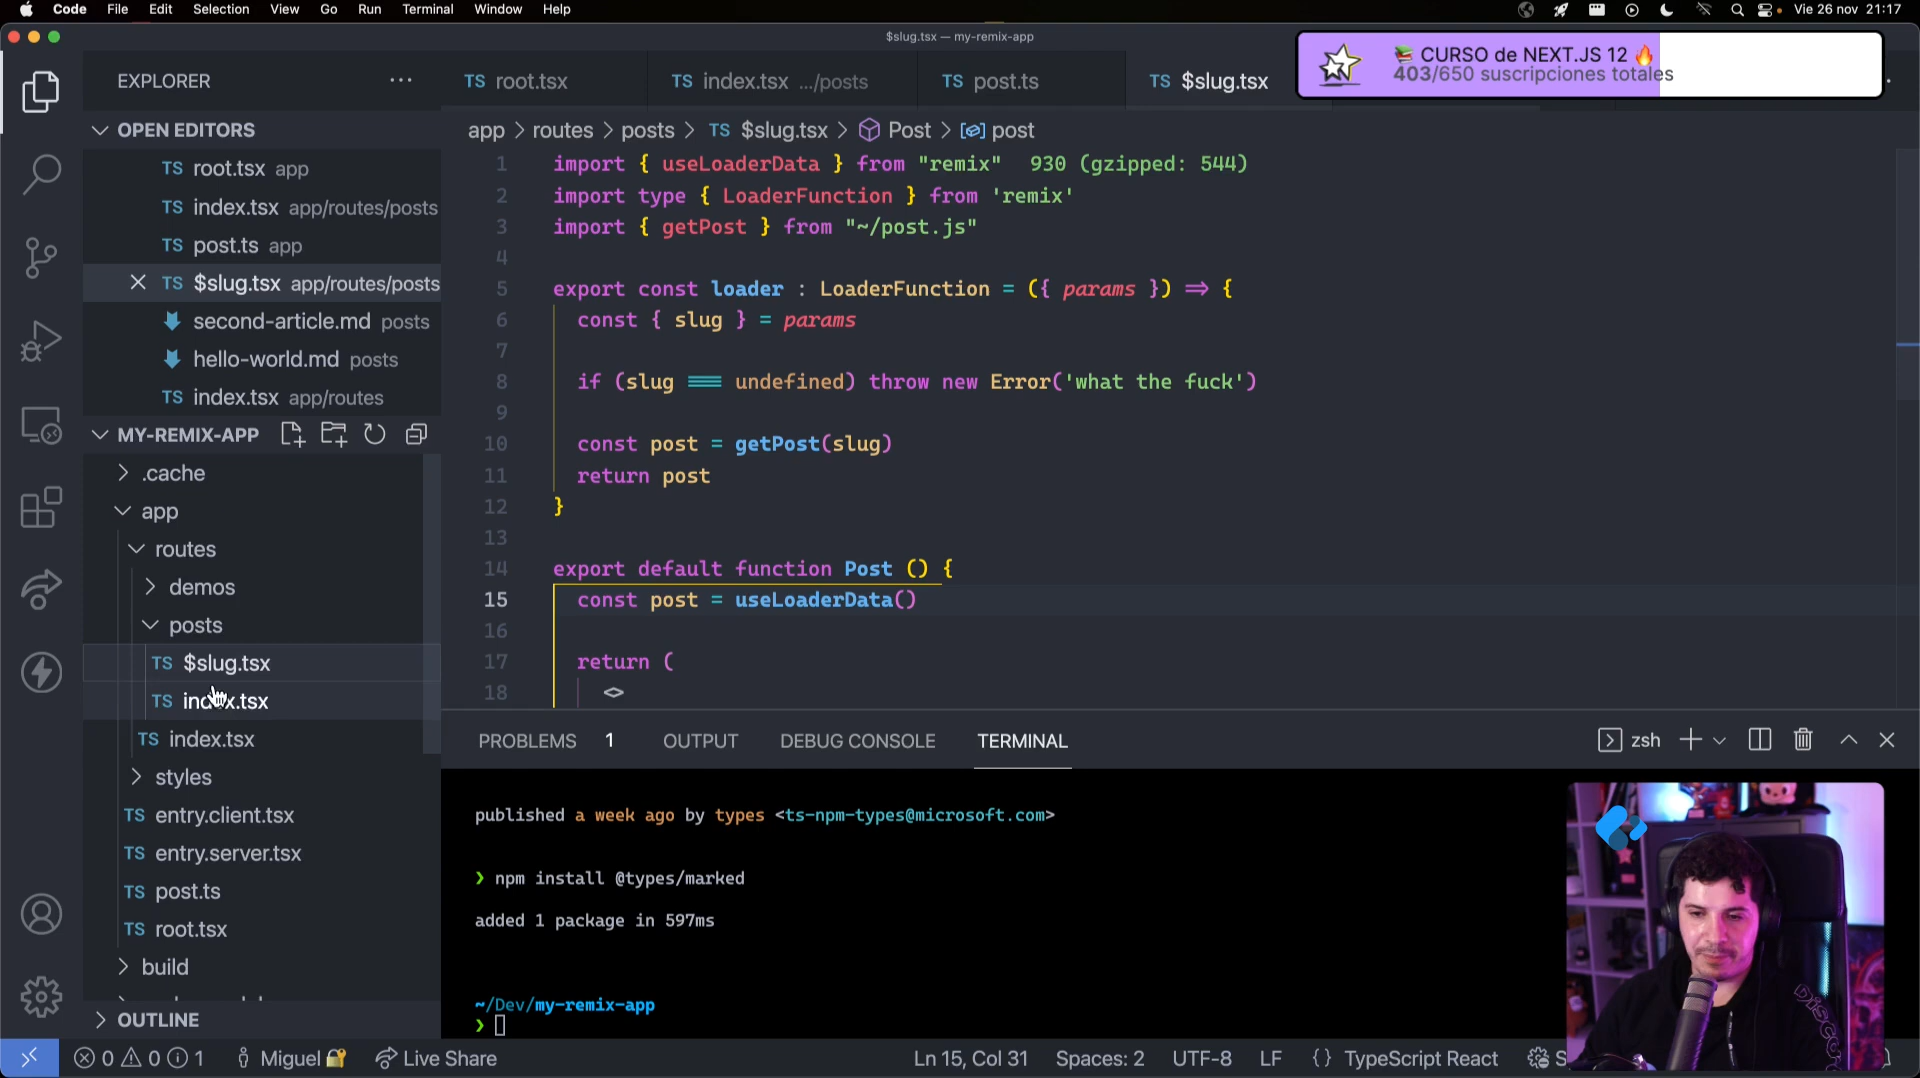 Code File Edit Selection View Go Run Terminal Window Help
Vie 26 nov 21:17
$slug.tsx — my-remix-app
📚 CURSO de NEXT.JS 12 🔥
403/650 suscripciones totales
EXPLORER ···
TS root.tsx
TS index.tsx .../posts
TS post.ts
TS $slug.tsx
OPEN EDITORS
TS root.tsx app
TS index.tsx app/routes/posts
TS post.ts app
TS $slug.tsx app/routes/posts
second-article.md posts
hello-world.md posts
TS index.tsx app/routes
MY-REMIX-APP
.cache
app
routes
demos
posts
TS $slug.tsx
TS index.tsx
TS index.tsx
styles
TS entry.client.tsx
TS entry.server.tsx
TS post.ts
TS root.tsx
build
OUTLINE
app > routes > posts > TS $slug.tsx > Post > post
1 import { useLoaderData } from "remix" 930 (gzipped: 544)
2 import type { LoaderFunction } from 'remix'
3 import { getPost } from "~/post.js"
4
5 export const loader : LoaderFunction = ({ params }) => {
6 const { slug } = params
7
8 if (slug === undefined) throw new Error('what the fuck')
9
10 const post = getPost(slug)
11 return post
12 }
13
14 export default function Post () {
15 const post = useLoaderData()
16
17 return (
18 <>
PROBLEMS 1 OUTPUT DEBUG CONSOLE TERMINAL
zsh
published a week ago by types <ts-npm-types@microsoft.com>
❯ npm install @types/marked
added 1 package in 597ms
~/Dev/my-remix-app
❯
0 0 1 Miguel 🔐 Live Share
Ln 15, Col 31 Spaces: 2 UTF-8 LF {} TypeScript React